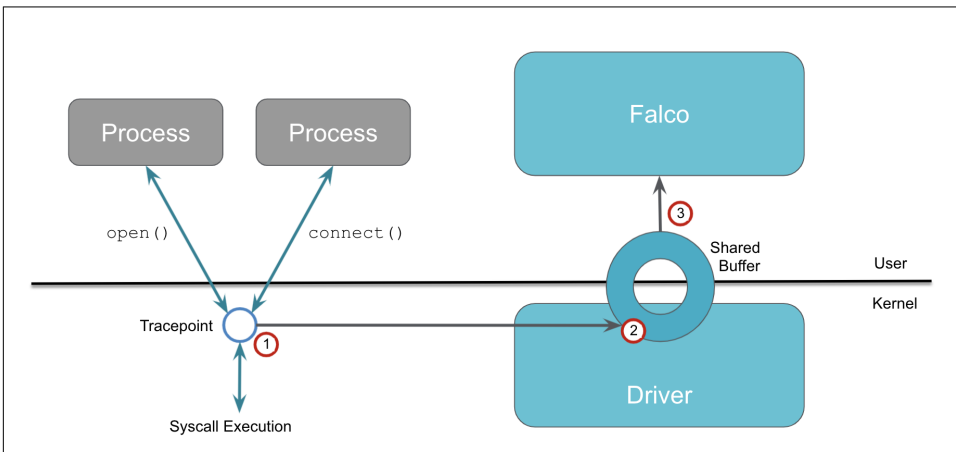 Process
Process
Falco
open()
connect()
3
Shared
Buffer
User
Kernel
Tracepoint
1
2
Driver
Syscall Execution